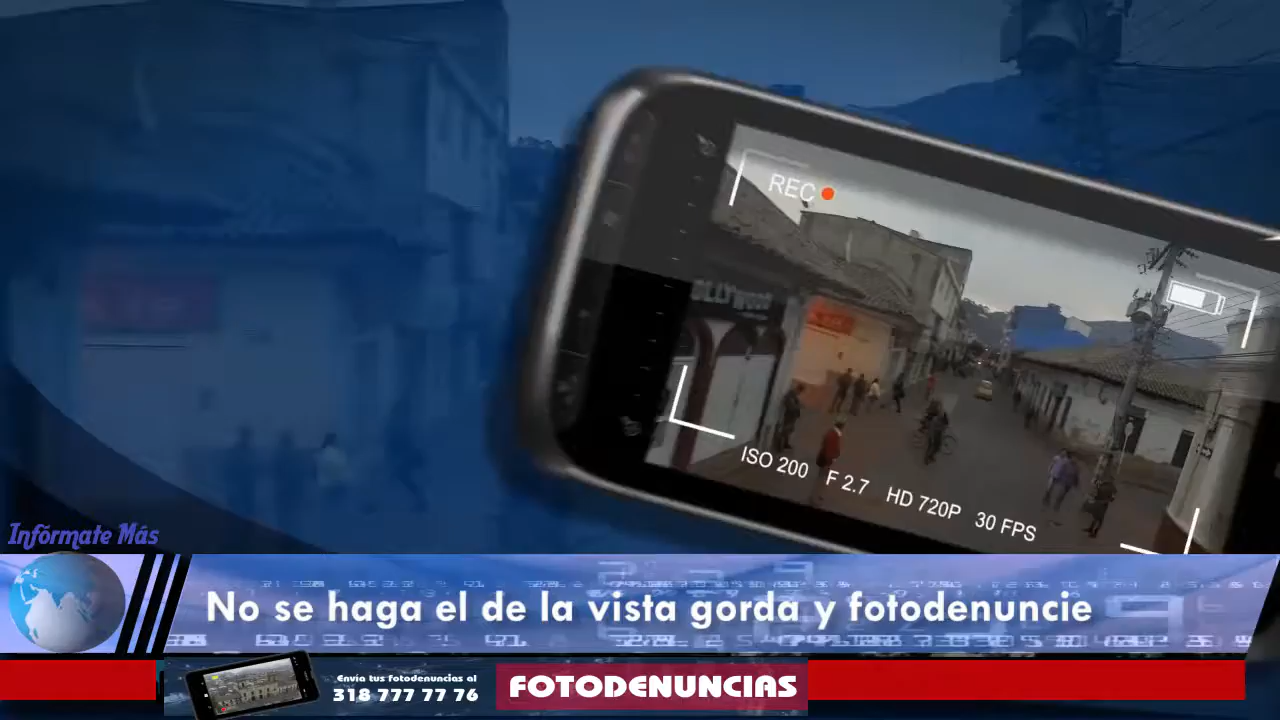 REC
ISO 200 F 2.7 HD 720P 30 FPS
Infórmate Más
No se haga el de la vista gorda y fotodenuncie
Envia tus fotodenuncias al
318 777 77 76
FOTODENUNCIAS